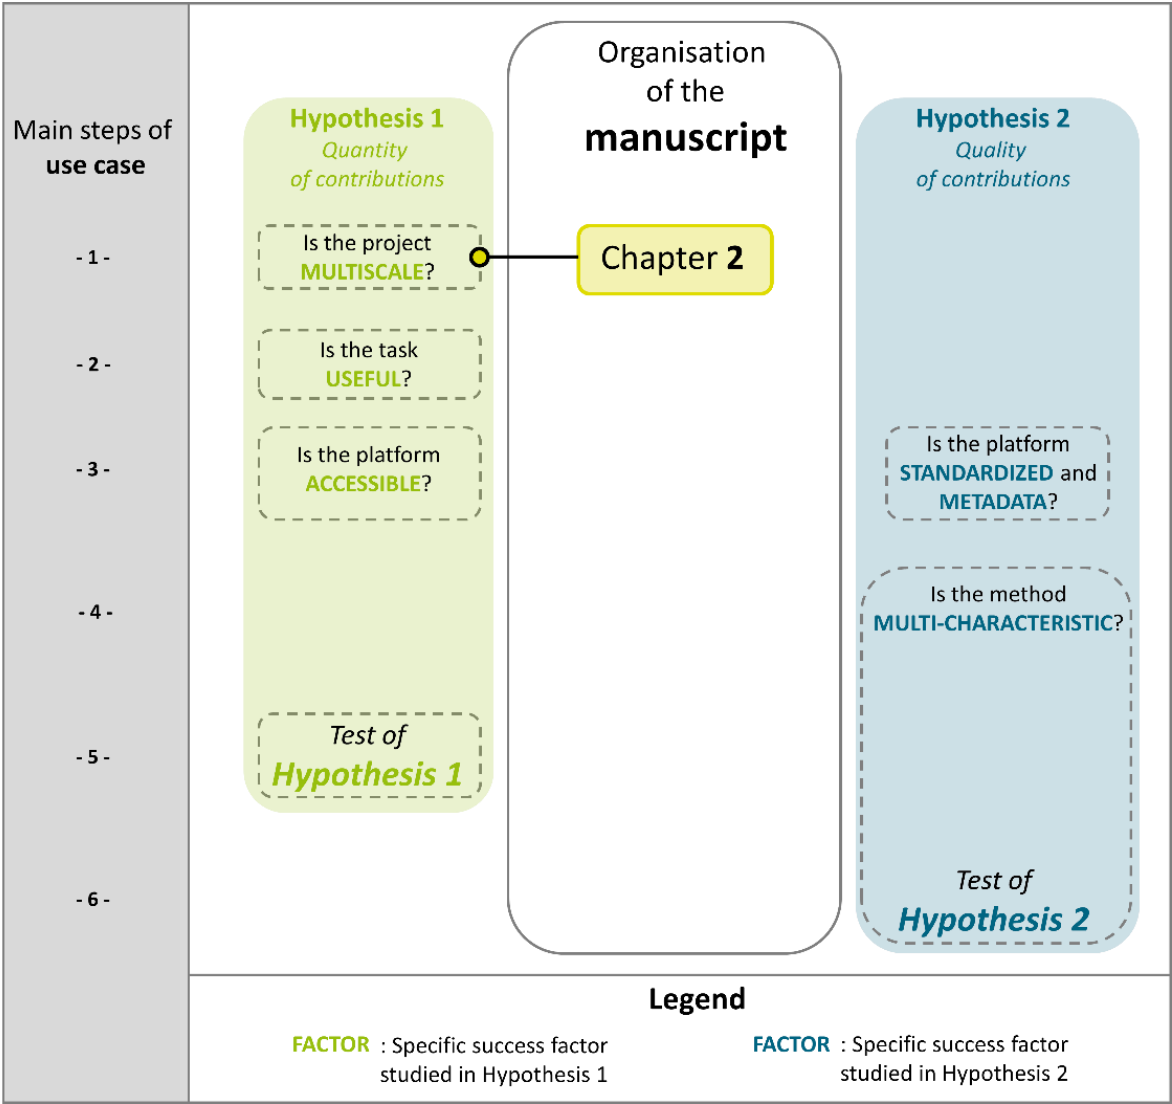 Main steps of
use case
- 1 -
- 2 -
- 3 -
- 4 -
- 5 -
- 6 -
Hypothesis 1
Quantity
of contributions
Is the project
MULTISCALE?
Is the task
USEFUL?
Is the platform
ACCESSIBLE?
Test of
Hypothesis 1
Organisation
of the
manuscript
Chapter 2
Hypothesis 2
Quality
of contributions
Is the platform
STANDARDIZED and
METADATA?
Is the method
MULTI-CHARACTERISTIC?
Test of
Hypothesis 2
Legend
FACTOR : Specific success factor
studied in Hypothesis 1
FACTOR : Specific success factor
studied in Hypothesis 2